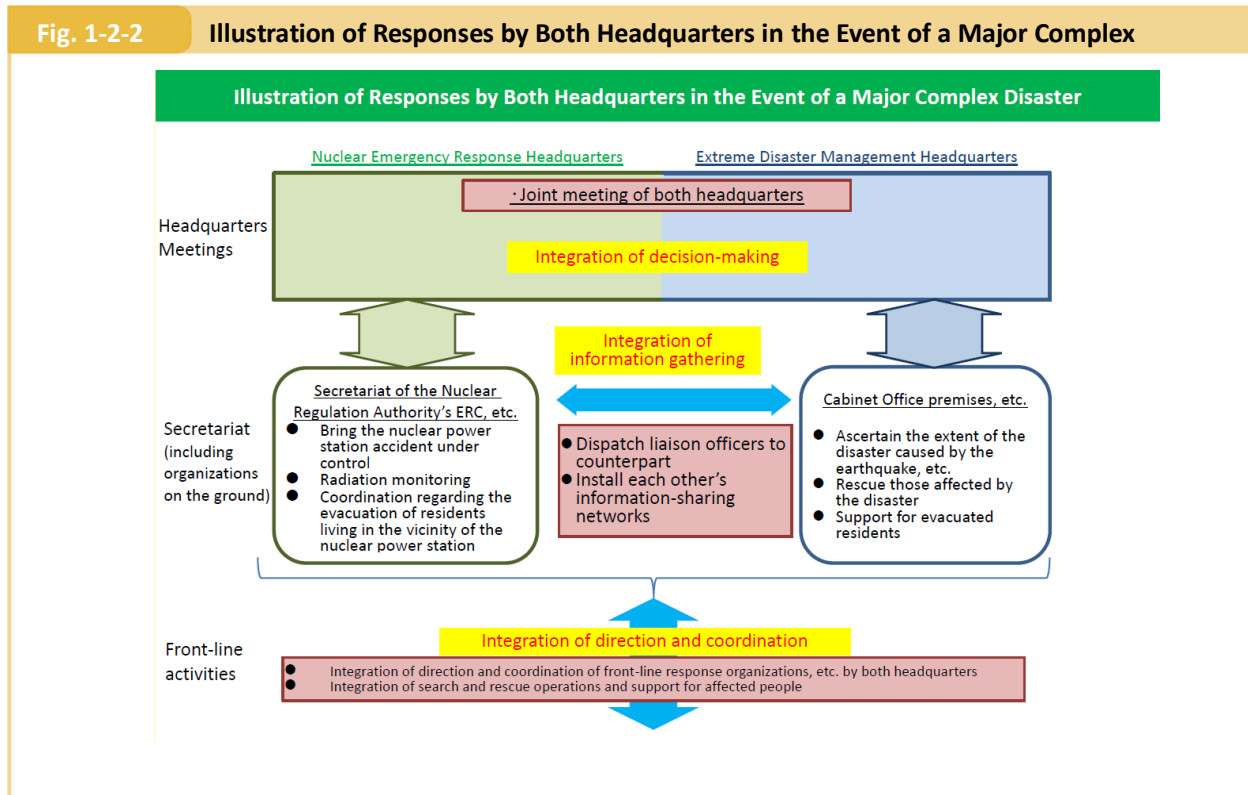 Fig. 1-2-2
Illustration of Responses by Both Headquarters in the Event of a Major Complex
Illustration of Responses by Both Headquarters in the Event of a Major Complex Disaster
Nuclear Emergency Response Headquarters
Extreme Disaster Management Headquarters
Headquarters
Meetings
・Joint meeting of both headquarters
Integration of decision-making
Integration of
information gathering
Secretariat
(including
organizations
on the ground)
Secretariat of the Nuclear
Regulation Authority’s ERC, etc.
● Bring the nuclear power
station accident under
control
● Radiation monitoring
● Coordination regarding the
evacuation of residents
living in the vicinity of the
nuclear power station
● Dispatch liaison officers to
counterpart
● Install each other’s
information-sharing
networks
Cabinet Office premises, etc.
● Ascertain the extent of the
disaster caused by the
earthquake, etc.
● Rescue those affected by
the disaster
● Support for evacuated
residents
Front-line
activities
Integration of direction and coordination
● Integration of direction and coordination of front-line response organizations, etc. by both headquarters
● Integration of search and rescue operations and support for affected people